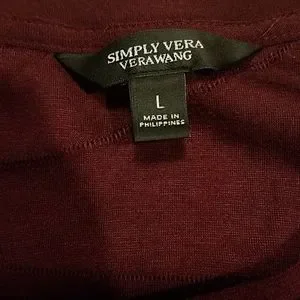 SIMPLY VERA
VERAWANG
L
MADE IN
PHILIPPINES